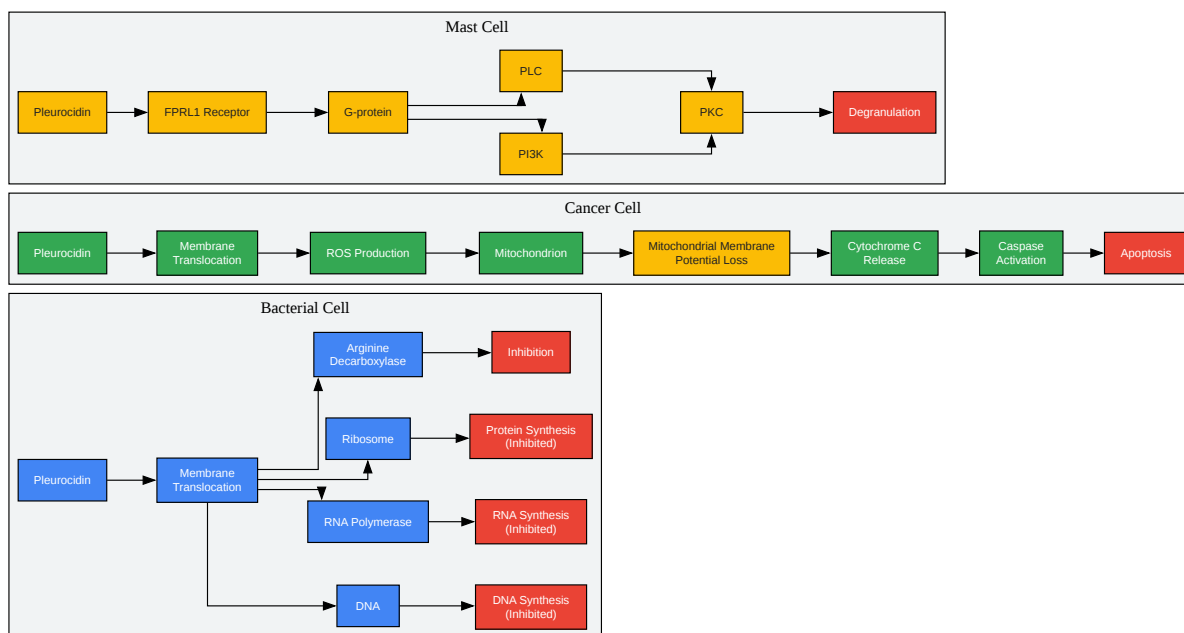 Mast Cell
PLC
Pleurocidin
FPRL1 Receptor
G-protein
PKC
Degranulation
PI3K
Cancer Cell
Pleurocidin
Membrane
Translocation
ROS Production
Mitochondrion
Mitochondrial Membrane
Potential Loss
Cytochrome C
Release
Caspase
Activation
Apoptosis
Bacterial Cell
Arginine
Decarboxylase
Inhibition
Ribosome
Protein Synthesis
(Inhibited)
Pleurocidin
Membrane
Translocation
RNA Polymerase
RNA Synthesis
(Inhibited)
DNA
DNA Synthesis
(Inhibited)